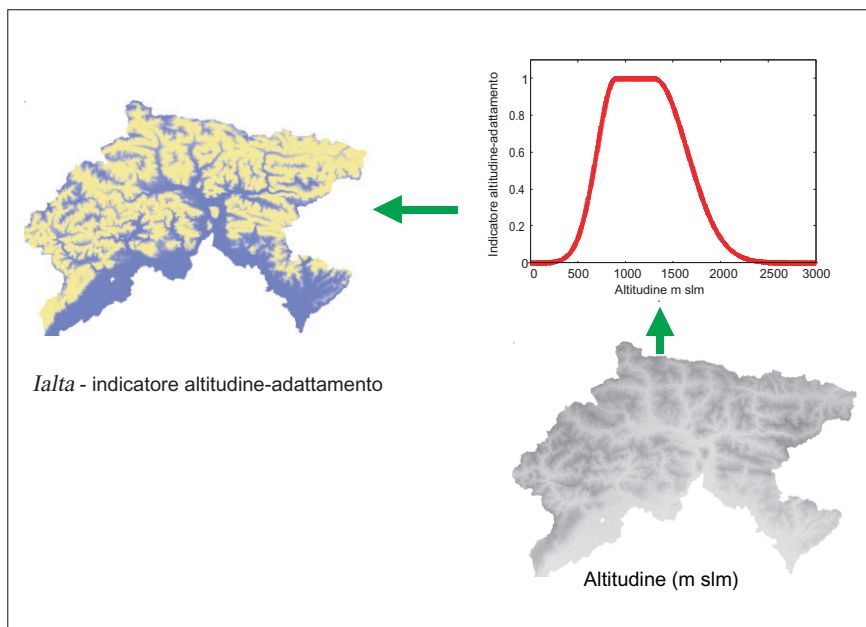 Indicatore altitudine-adattamento
1
0.8
0.6
0.4
0.2
0
0 500 1000 1500 2000 2500 3000
Altitudine m slm
Ialta - indicatore altitudine-adattamento
Altitudine (m slm)